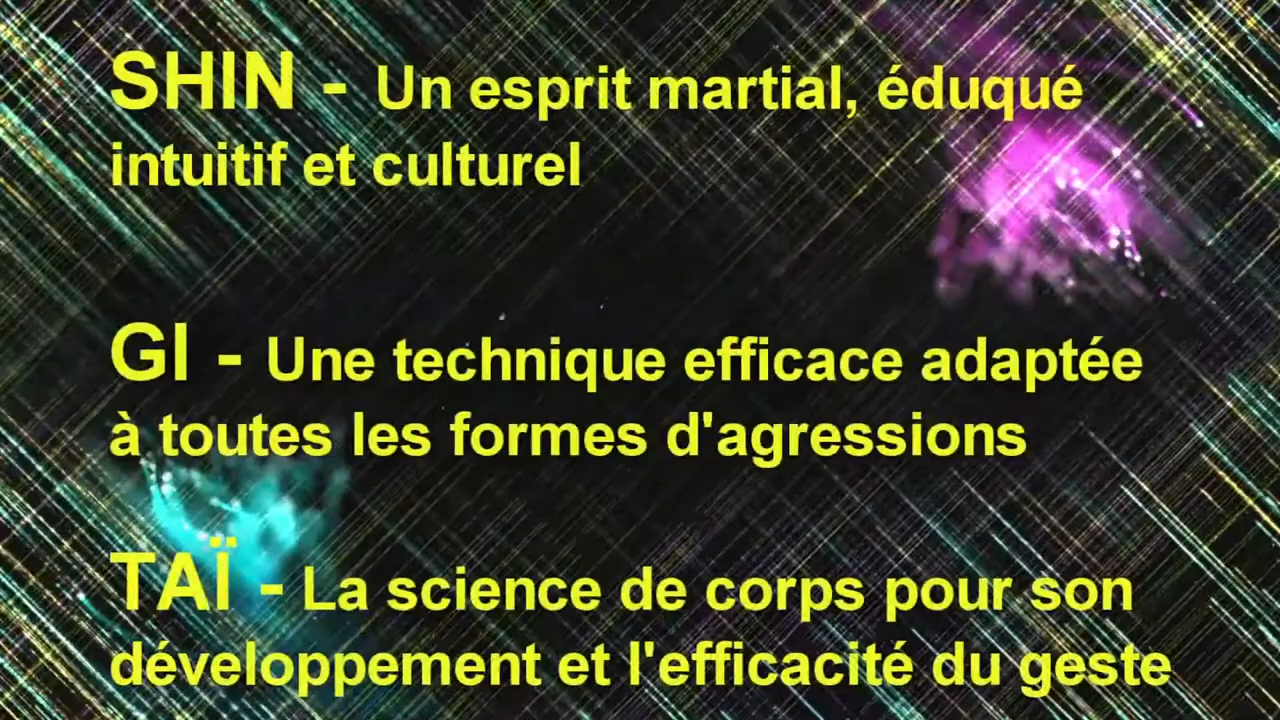 SHIN - Un esprit martial, éduqué
intuitif et culturel
GI - Une technique efficace adaptée
à toutes les formes d'agressions
TAÏ - La science de corps pour son
développement et l'efficacité du geste